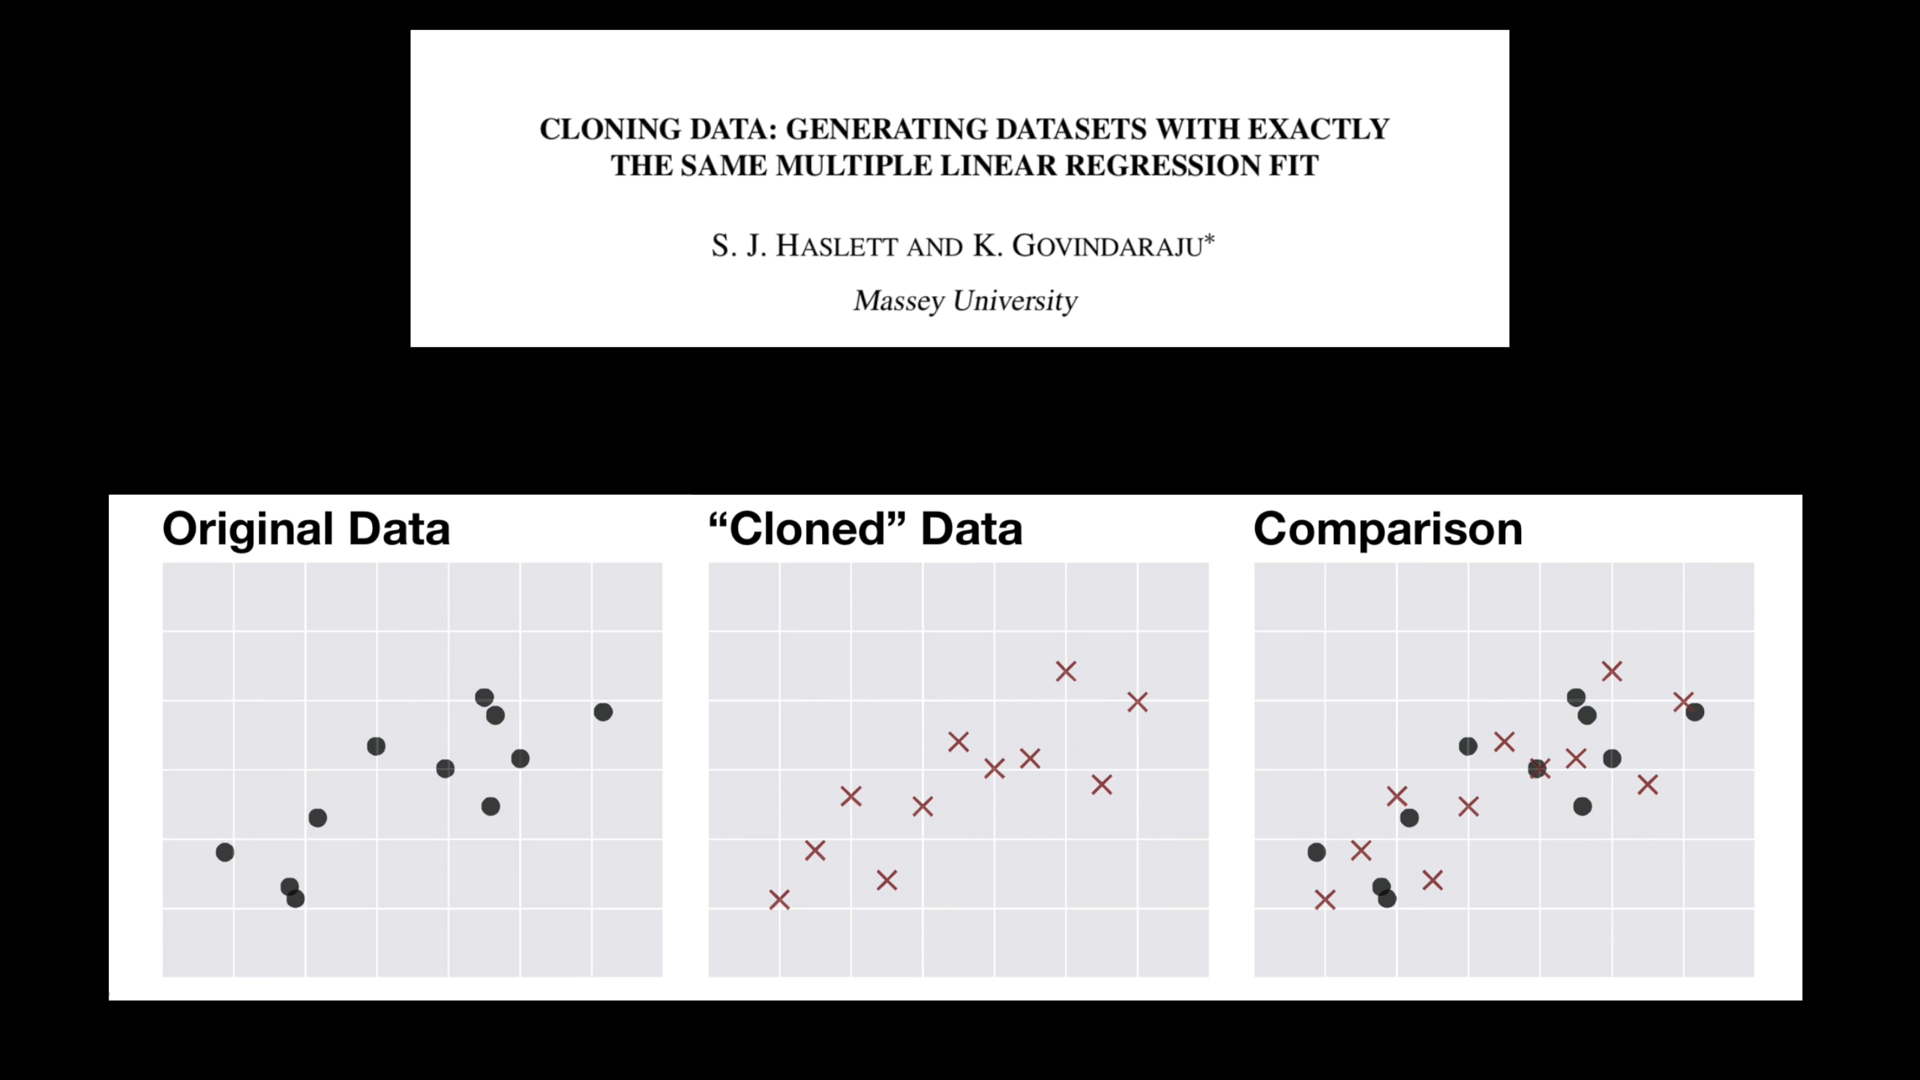 CLONING DATA: GENERATING DATASETS WITH EXACTLY
THE SAME MULTIPLE LINEAR REGRESSION FIT
S. J. HASLETT AND K. GOVINDARAJU*
Massey University
Original Data
“Cloned” Data
Comparison